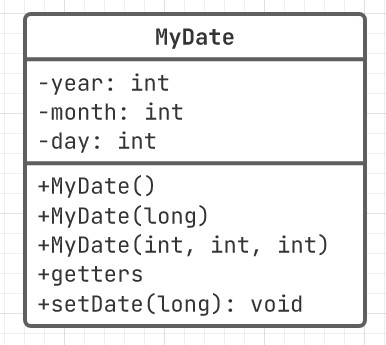 MyDate
-year: int
-month: int
-day: int
+MyDate()
+MyDate(long)
+MyDate(int, int, int)
+getters
+setDate(long): void